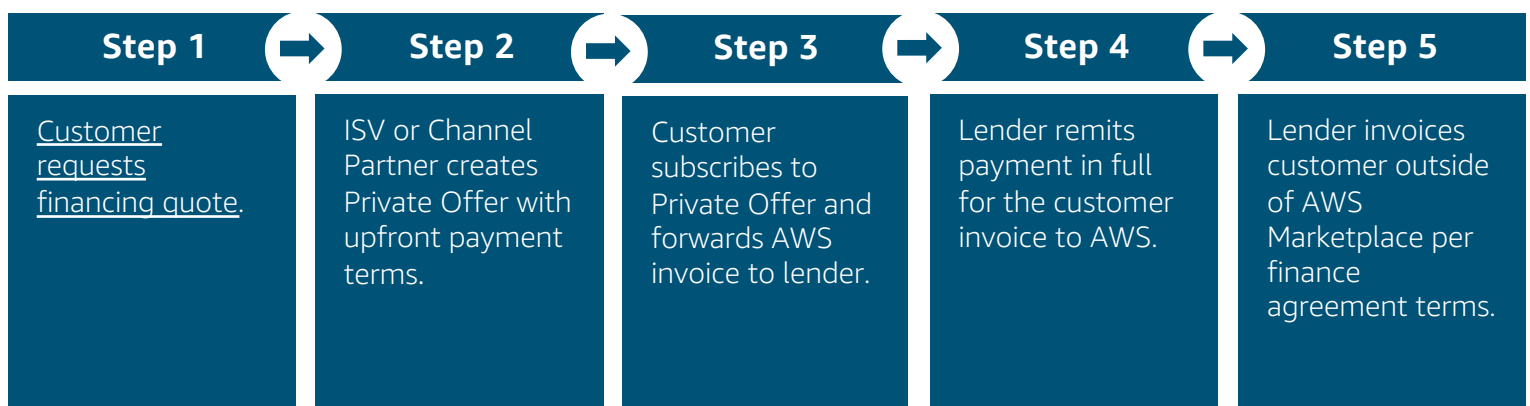 Step 1
Step 2
Step 3
Step 4
Step 5
Customer
requests
financing quote.
ISV or Channel
Partner creates
Private Offer with
upfront payment
terms.
Customer
subscribes to
Private Offer and
forwards AWS
invoice to lender.
Lender remits
payment in full
for the customer
invoice to AWS.
Lender invoices
customer outside
of AWS
Marketplace per
finance
agreement terms.